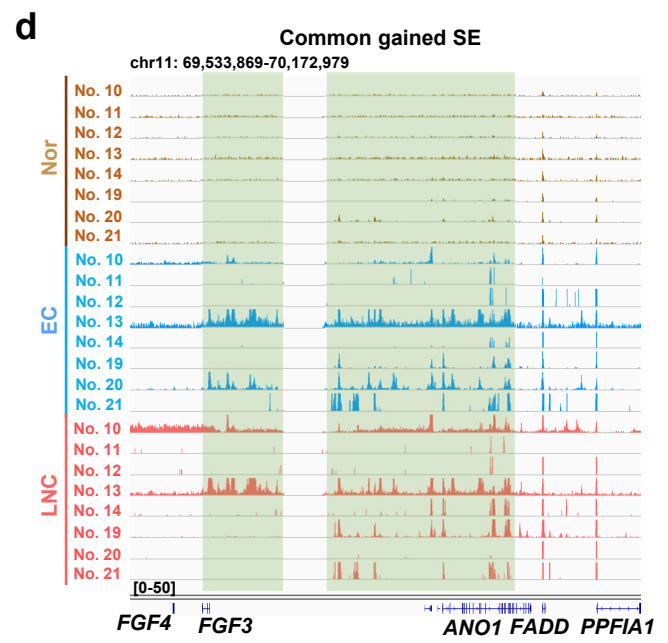 d
Common gained SE
chr11: 69,533,869-70,172,979
Nor
No. 10
No. 11
No. 12
No. 13
No. 14
No. 19
No. 20
No. 21
EC
No. 10
No. 11
No. 12
No. 13
No. 14
No. 19
No. 20
No. 21
LNC
No. 10
No. 11
No. 12
No. 13
No. 14
No. 19
No. 20
No. 21
[0-50]
FGF4 FGF3 ANO1 FADD PPFIA1